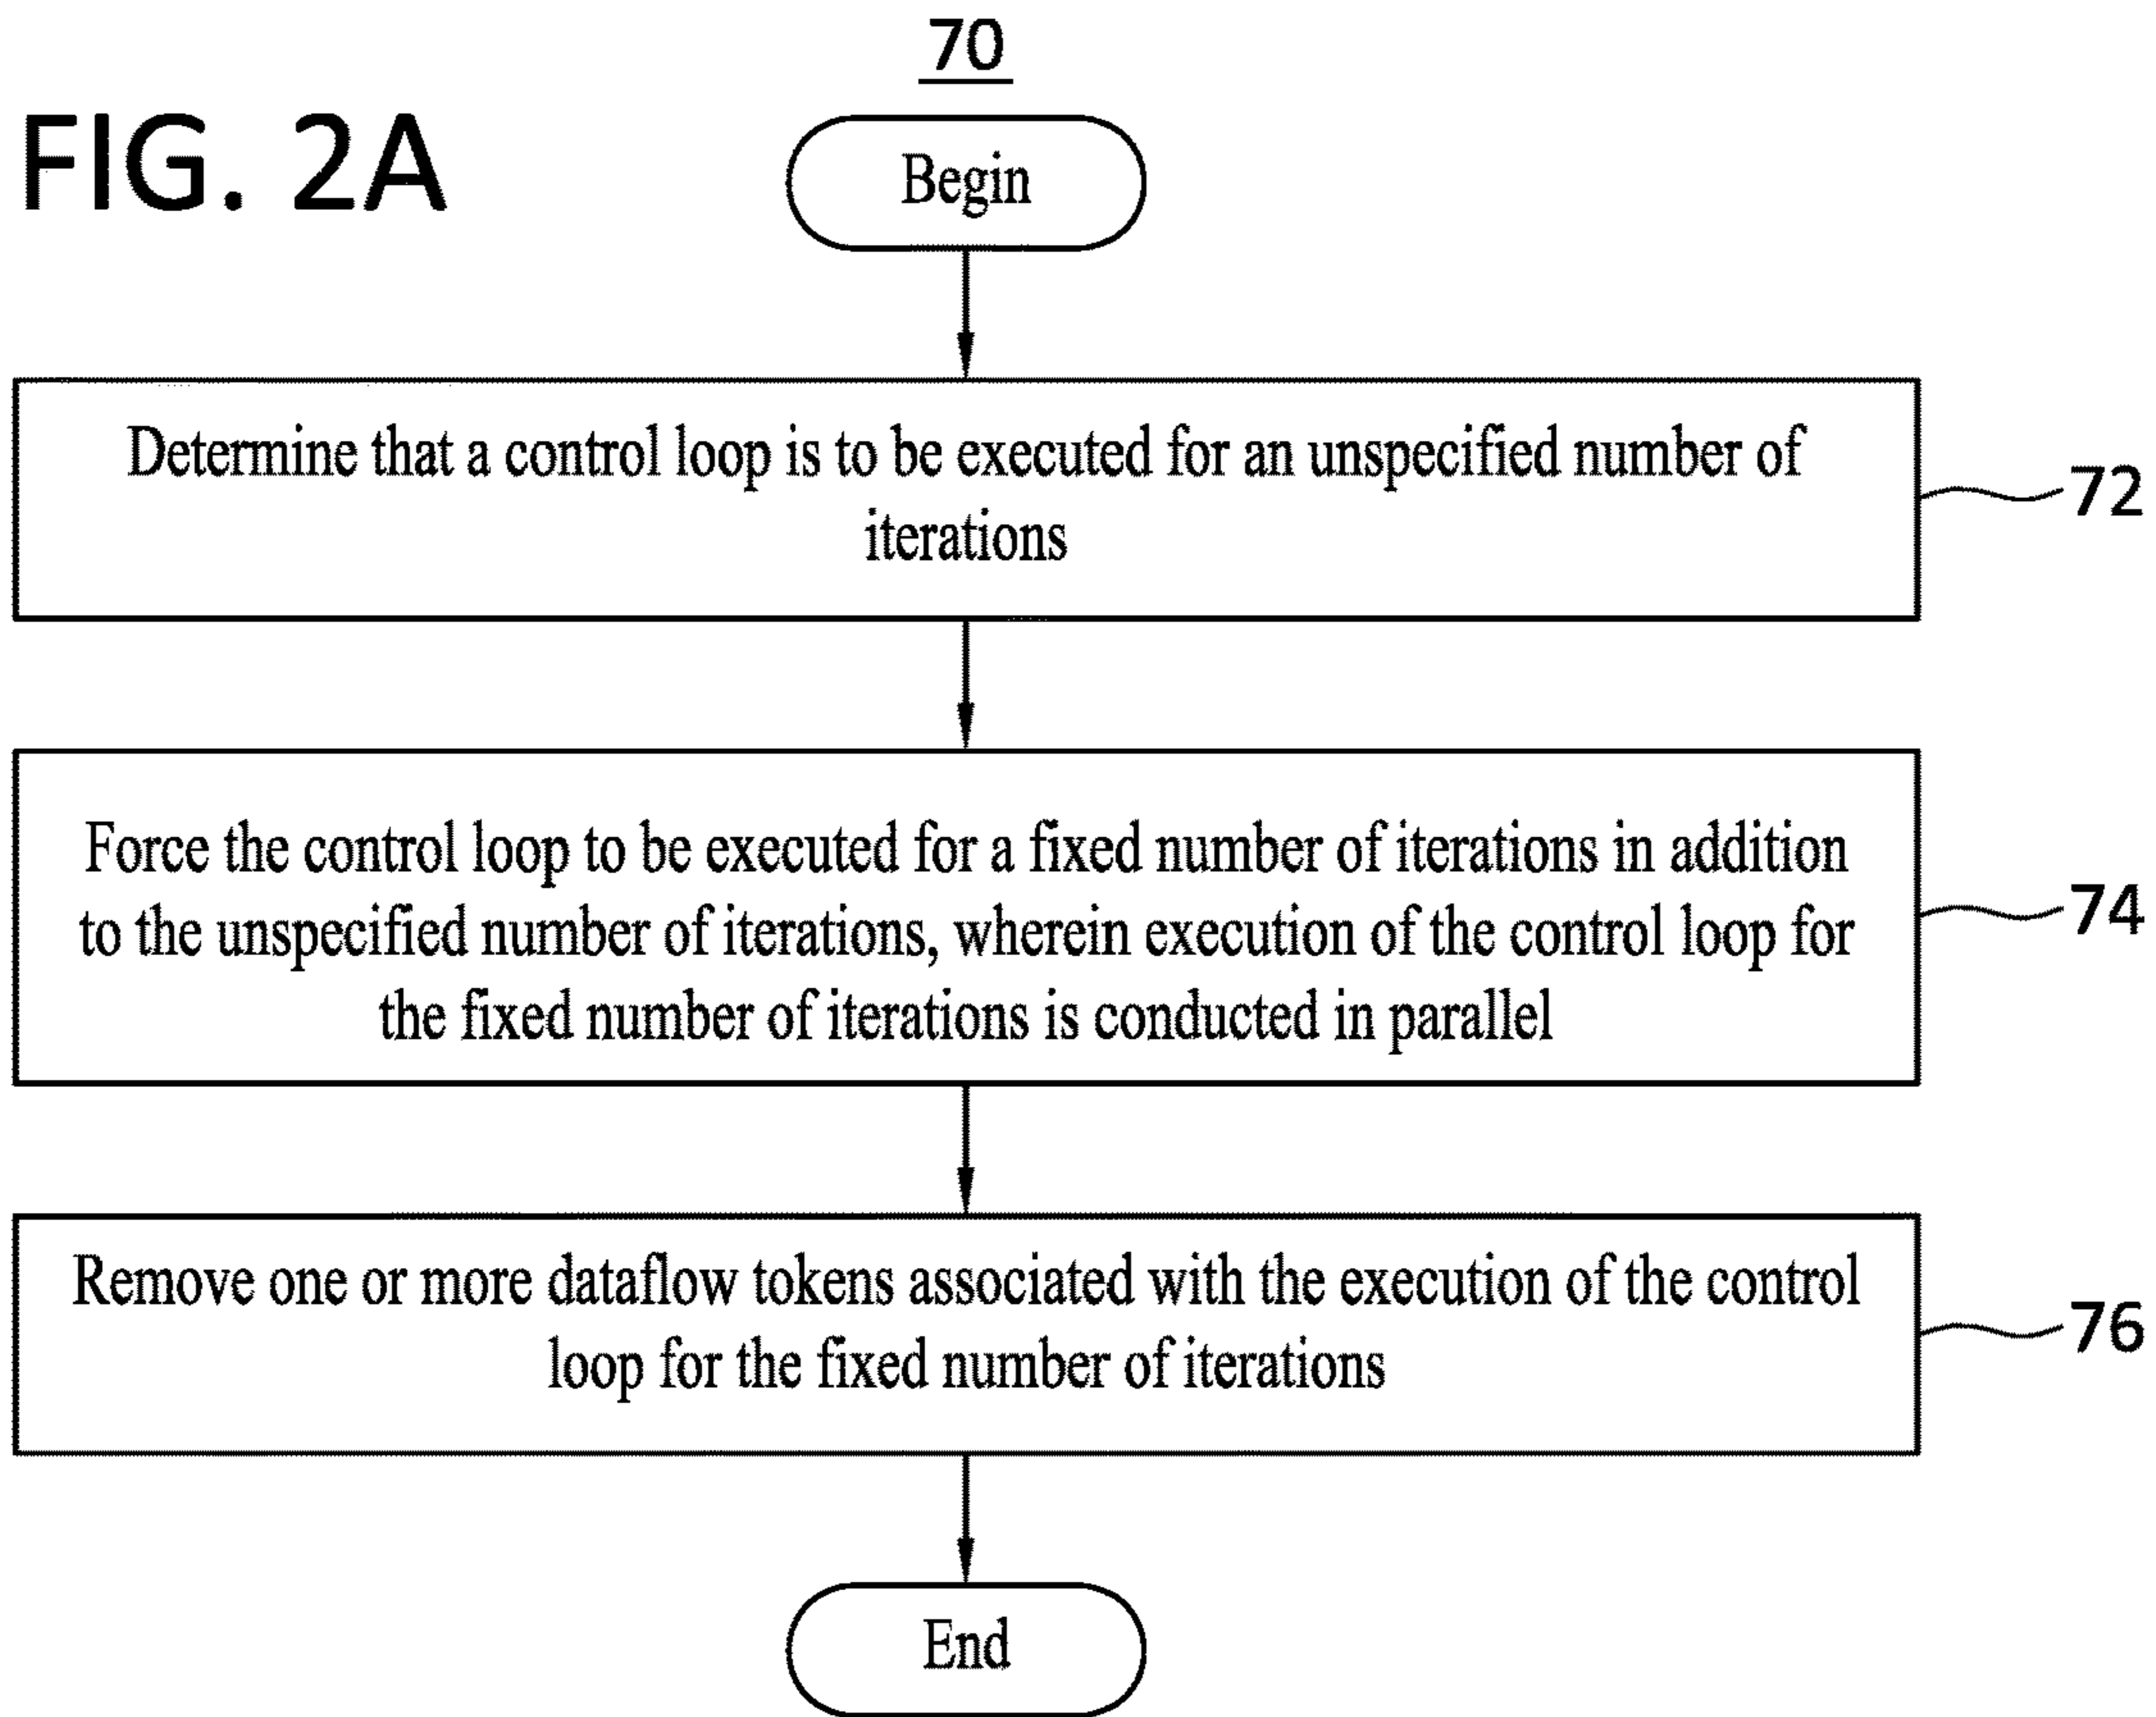 70
FIG. 2A
Begin
Determine that a control loop is to be executed for an unspecified number of
iterations
72
Force the control loop to be executed for a fixed number of iterations in addition
to the unspecified number of iterations, wherein execution of the control loop for
the fixed number of iterations is conducted in parallel
74
Remove one or more dataflow tokens associated with the execution of the control
loop for the fixed number of iterations
76
End